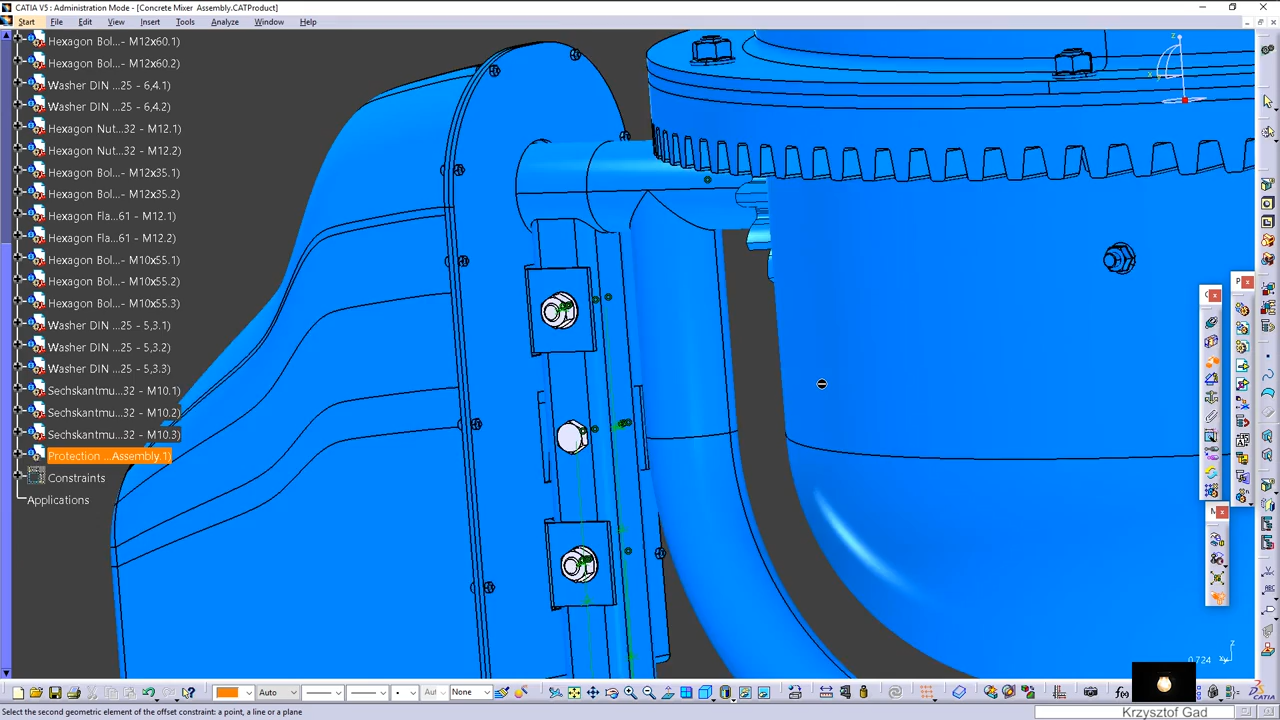 CATIA V5 : Administration Mode - [Concrete Mixer Assembly.CATProduct]
Start File Edit View Insert Tools Analyze Window Help
Hexagon Bol...- M12x60.1)
Hexagon Bol...- M12x60.2)
Washer DIN ...25 - 6,4.1)
Washer DIN ...25 - 6,4.2)
Hexagon Nut...32 - M12.1)
Hexagon Nut...32 - M12.2)
Hexagon Bol...- M12x35.1)
Hexagon Bol...- M12x35.2)
Hexagon Fla...61 - M12.1)
Hexagon Fla...61 - M12.2)
Hexagon Bol...- M10x55.1)
Hexagon Bol...- M10x55.2)
Hexagon Bol...- M10x55.3)
Washer DIN ...25 - 5,3.1)
Washer DIN ...25 - 5,3.2)
Washer DIN ...25 - 5,3.3)
Sechskantmu...32 - M10.1)
Sechskantmu...32 - M10.2)
Sechskantmu...32 - M10.3)
Protection ...Assembly.1)
Constraints
Applications
0.724
Auto
Aut
None
CATIA
Select the second geometric element of the offset constraint: a point, a line or a plane
Krzysztof Gad